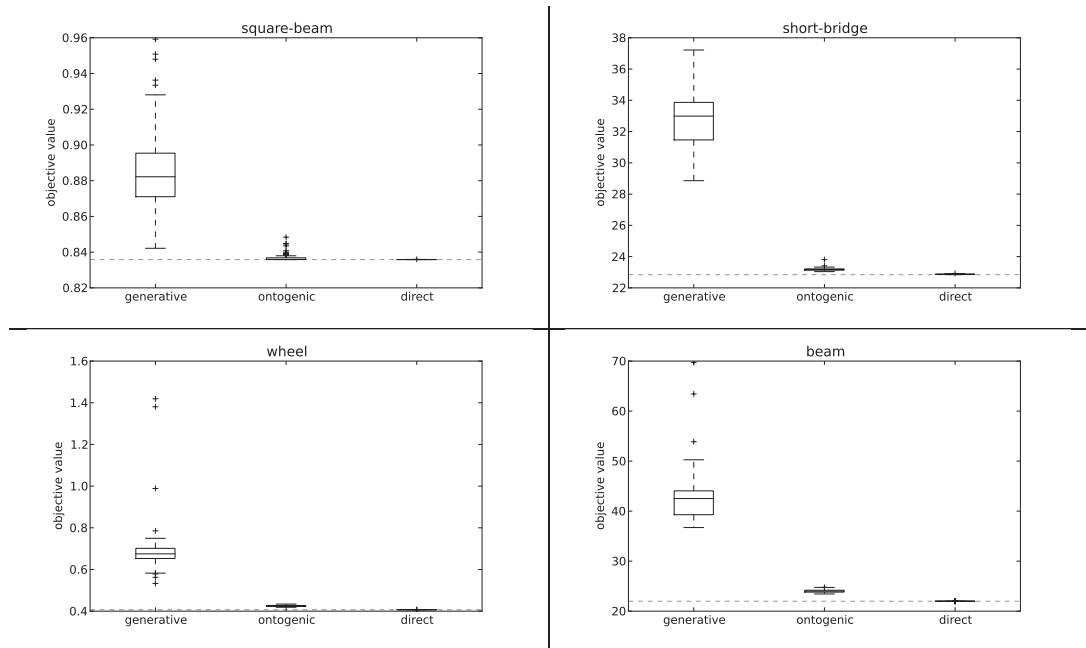 square-beam
0.96
0.94
0.92
0.90
0.88
0.86
0.84
0.82
objective value
generative ontogenic direct
short-bridge
38
36
34
32
30
28
26
24
22
objective value
generative ontogenic direct
wheel
1.6
1.4
1.2
1.0
0.8
0.6
0.4
objective value
generative ontogenic direct
beam
70
60
50
40
30
20
objective value
generative ontogenic direct